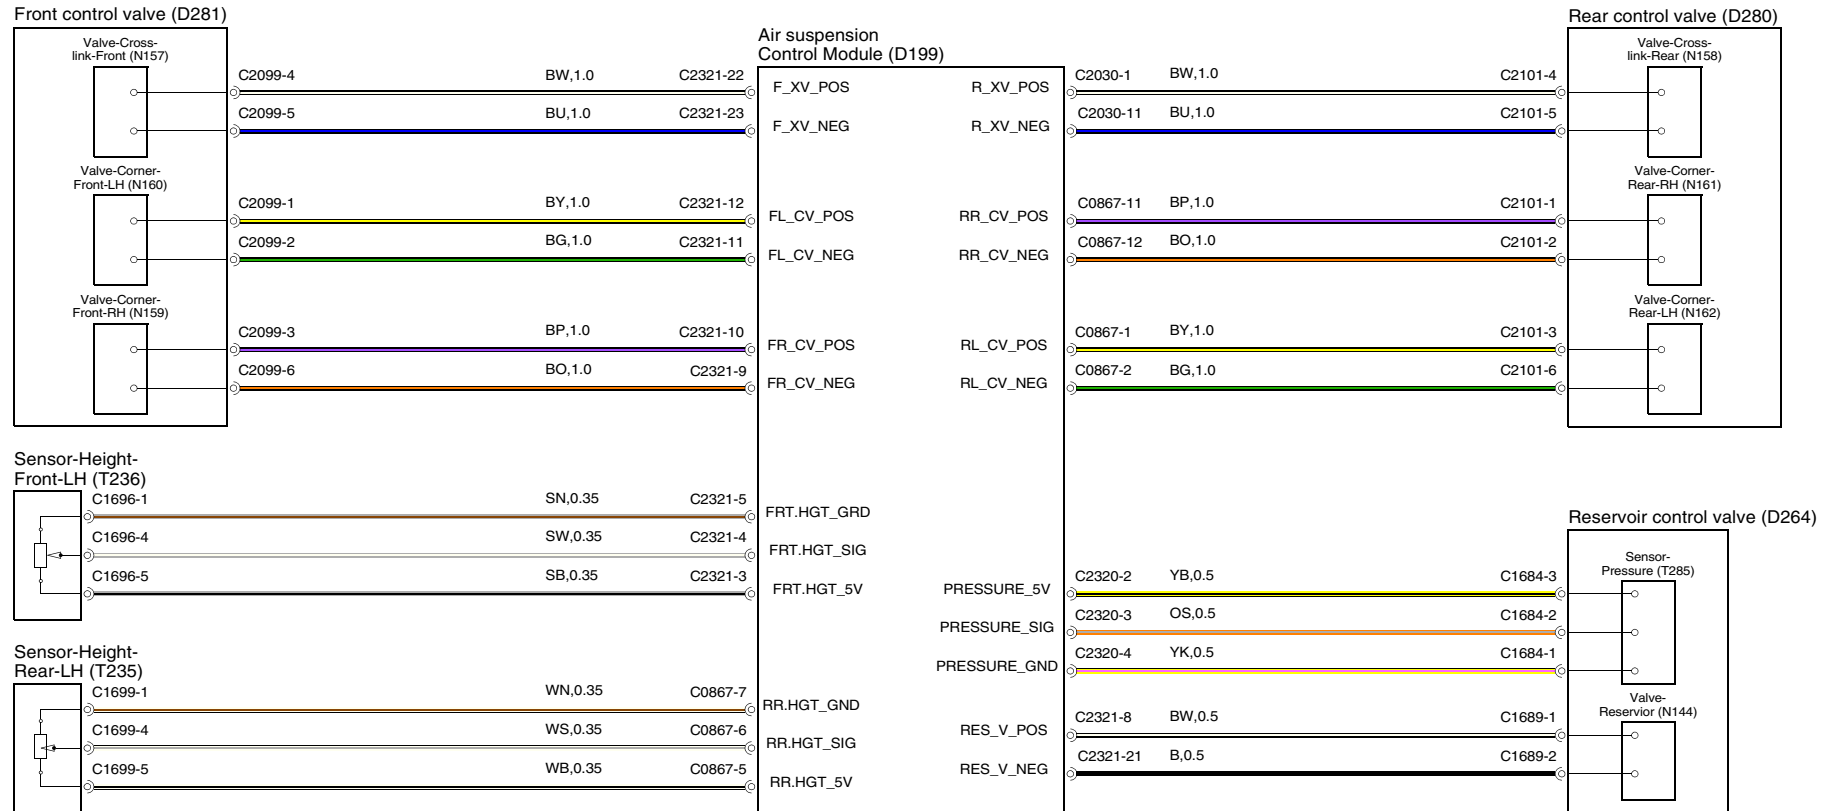 Front control valve (D281)
Valve-Cross-
link-Front (N157)
C2099-4 BW,1.0 C2321-22
C2099-5 BU,1.0 C2321-23
Valve-Corner-
Front-LH (N160)
C2099-1 BY,1.0 C2321-12
C2099-2 BG,1.0 C2321-11
Valve-Corner-
Front-RH (N159)
C2099-3 BP,1.0 C2321-10
C2099-6 BO,1.0 C2321-9
Sensor-Height-
Front-LH (T236)
C1696-1 SN,0.35 C2321-5
C1696-4 SW,0.35 C2321-4
C1696-5 SB,0.35 C2321-3
Sensor-Height-
Rear-LH (T235)
C1699-1 WN,0.35 C0867-7
C1699-4 WS,0.35 C0867-6
C1699-5 WB,0.35 C0867-5
Air suspension
Control Module (D199)
F_XV_POS R_XV_POS
F_XV_NEG R_XV_NEG
FL_CV_POS RR_CV_POS
FL_CV_NEG RR_CV_NEG
FR_CV_POS RL_CV_POS
FR_CV_NEG RL_CV_NEG
FRT.HGT_GRD
FRT.HGT_SIG
FRT.HGT_5V PRESSURE_5V
PRESSURE_SIG
PRESSURE_GND
RR.HGT_GND
RES_V_POS
RR.HGT_SIG
RES_V_NEG
RR.HGT_5V
Rear control valve (D280)
Valve-Cross-
link-Rear (N158)
C2030-1 BW,1.0 C2101-4
C2030-11 BU,1.0 C2101-5
Valve-Corner-
Rear-RH (N161)
C0867-11 BP,1.0 C2101-1
C0867-12 BO,1.0 C2101-2
Valve-Corner-
Rear-LH (N162)
C0867-1 BY,1.0 C2101-3
C0867-2 BG,1.0 C2101-6
Reservoir control valve (D264)
Sensor-
Pressure (T285)
C2320-2 YB,0.5 C1684-3
C2320-3 OS,0.5 C1684-2
C2320-4 YK,0.5 C1684-1
Valve-
Reservior (N144)
C2321-8 BW,0.5 C1689-1
C2321-21 B,0.5 C1689-2